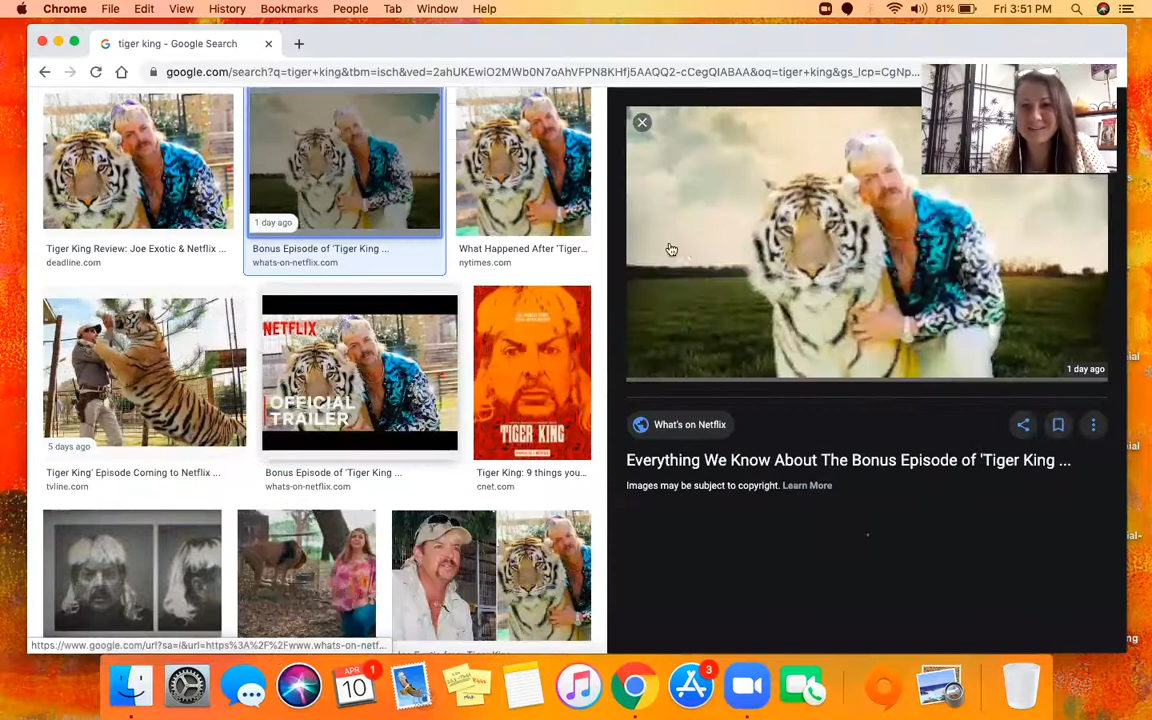 Chrome File Edit View History Bookmarks People Tab Window Help 81% Fri 3:51 PM
tiger king - Google Search
google.com/search?q=tiger+king&tbm=isch&ved=2ahUKEwiO2MWb0N7oAhVFPN8KHfj5AAQQ2-cCegQIABAA&oq=tiger+king&gs_lcp=CgNp...
1 day ago
Tiger King Review: Joe Exotic & Netflix ...
deadline.com
Bonus Episode of 'Tiger King ...
whats-on-netflix.com
What Happened After 'Tiger...
nytimes.com
5 days ago
Tiger King' Episode Coming to Netflix ...
tvline.com
NETFLIX
OFFICIAL
TRAILER
Bonus Episode of 'Tiger King ...
whats-on-netflix.com
TIGER KING
Tiger King: 9 things you...
cnet.com
https://www.google.com/url?sa=i&url=https%3A%2F%2Fwww.whats-on-netf...
1 day ago
What's on Netflix
Everything We Know About The Bonus Episode of 'Tiger King ...
Images may be subject to copyright. Learn More
APR
10
1
3